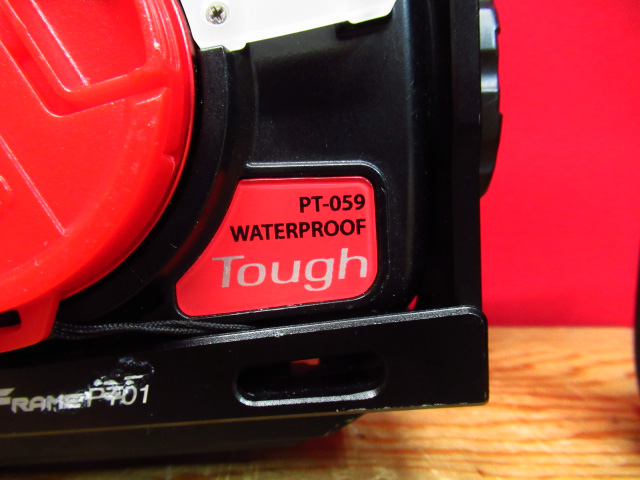 PT-059
WATERPROOF
Tough
FRAME PT01